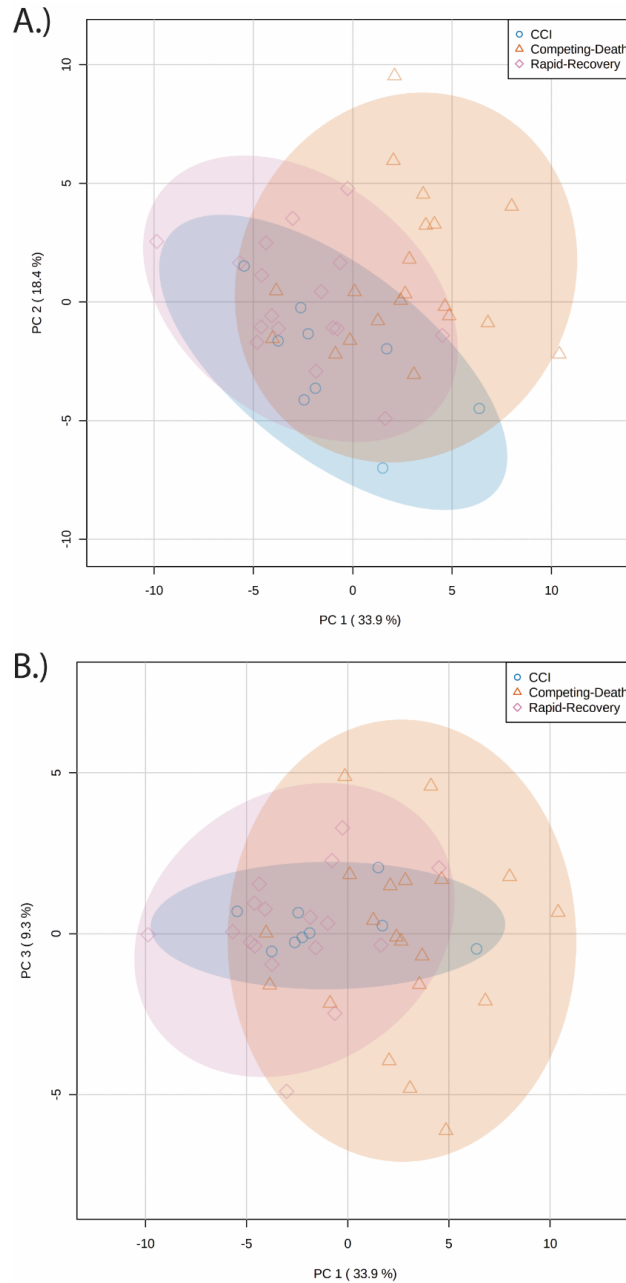 A.)
CCI
Competing-Death
Rapid-Recovery
10
5
0
-5
-10
PC 2 ( 18.4 %)
-10
-5
0
5
10
PC 1 ( 33.9 %)
B.)
CCI
Competing-Death
Rapid-Recovery
5
0
-5
PC 3 ( 9.3 %)
-10
-5
0
5
10
PC 1 ( 33.9 %)